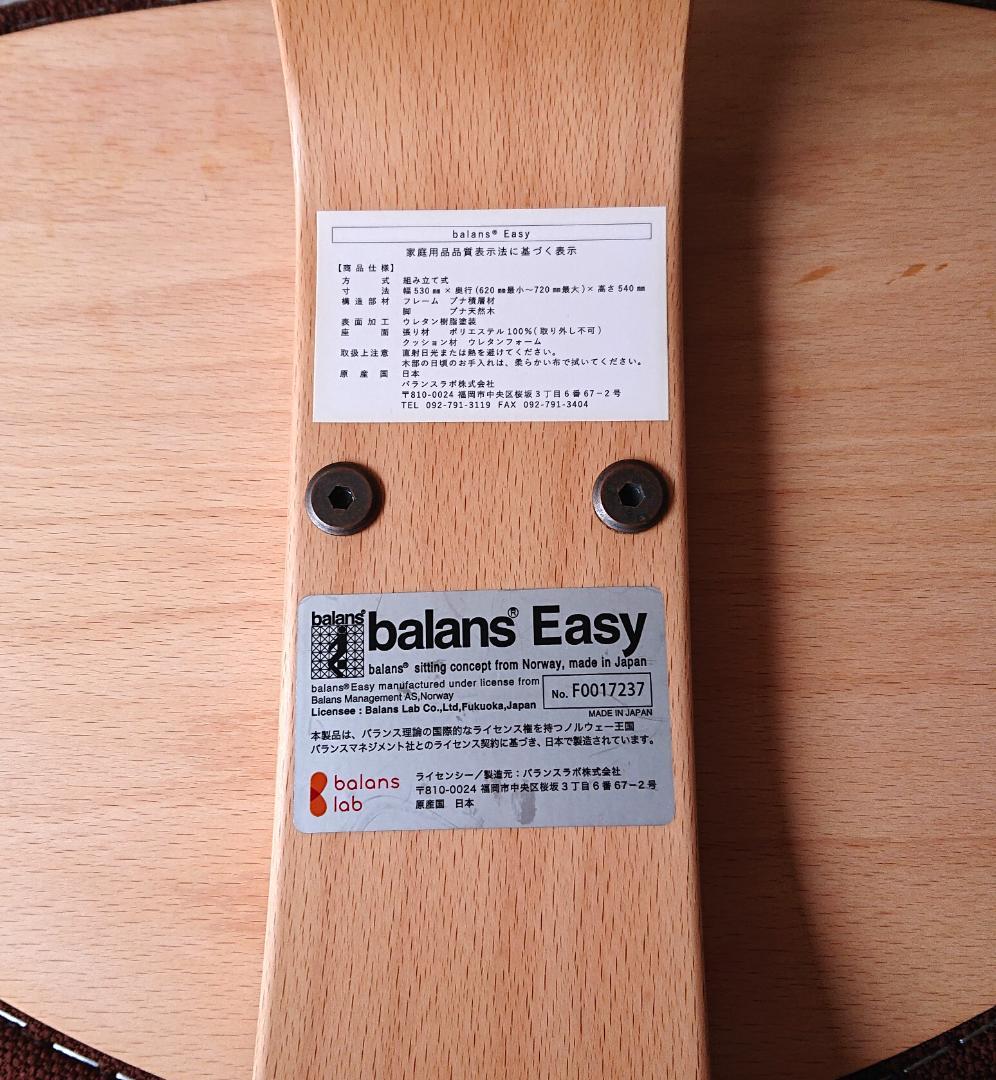 balans® Easy
家庭用品品質表示法に基づく表示
【商品仕様】
方式 組み立て式
寸法 幅530㎜×奥行(620㎜最小~720㎜最大)×高さ540㎜
構造部材 フレーム ブナ積層材
脚 ブナ天然木
表面加工 ウレタン樹脂塗装
座面 張り材 ポリエステル100%(取り外し不可)
クッション材 ウレタンフォーム
取扱上注意 直射日光または熱を避けてください。
木部の日頃のお手入れは、柔らかい布で拭いてください。
原産国 日本
バランスラボ株式会社
〒810-0024 福岡市中央区桜坂3丁目6番67-2号
TEL 092-791-3119 FAX 092-791-3404
balans®
balans® Easy
balans® sitting concept from Norway, made in Japan
balans®Easy manufactured under license from
Balans Management AS,Norway
Licensee : Balans Lab Co.,Ltd,Fukuoka,Japan
No. F0017237
MADE IN JAPAN
本製品は、バランス理論の国際的なライセンス権を持つノルウェー王国
バランスマネジメント社とのライセンス契約に基づき、日本で製造されています。
balans
lab
ライセンシー/製造元:バランスラボ株式会社
〒810-0024 福岡市中央区桜坂3丁目6番67-2号
原産国 日本